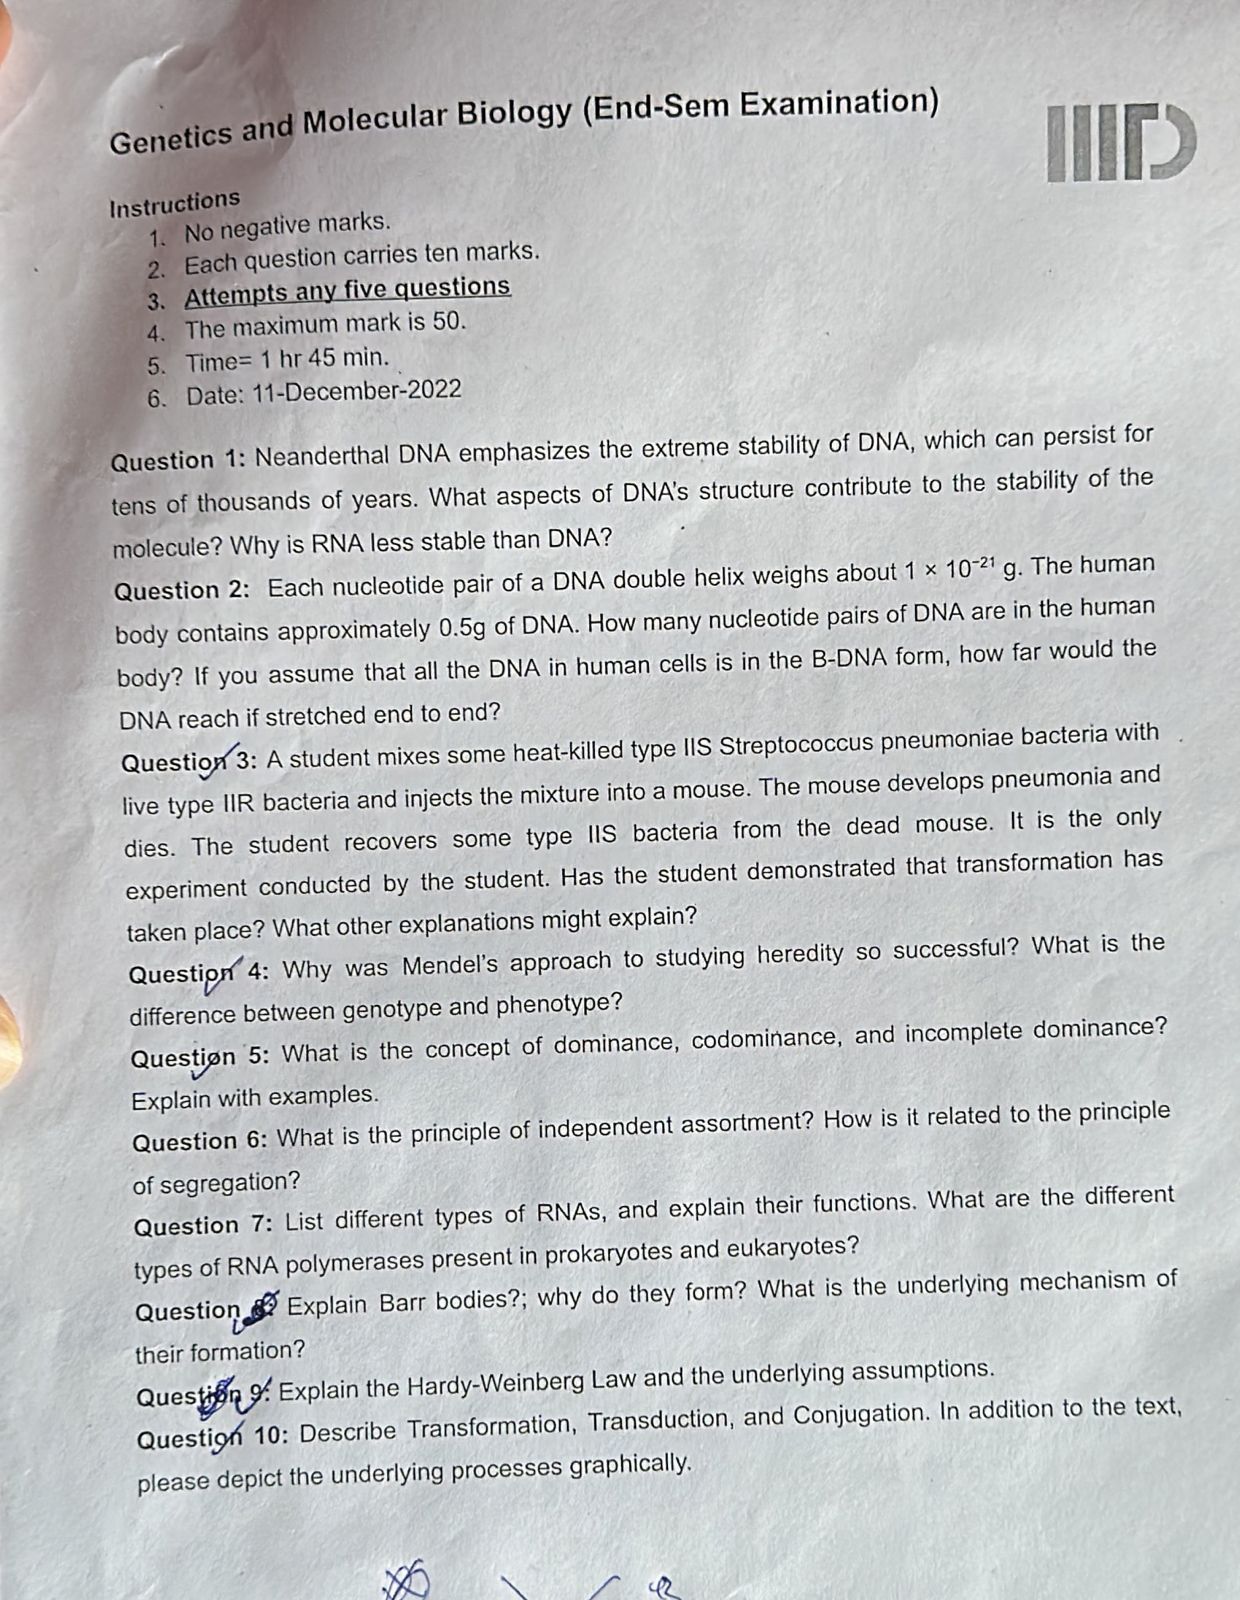 Genetics and Molecular Biology (End-Sem Examination)
IIITD
Instructions
1. No negative marks.
2. Each question carries ten marks.
3. Attempts any five questions
4. The maximum mark is 50.
5. Time= 1 hr 45 min.
6. Date: 11-December-2022
Question 1: Neanderthal DNA emphasizes the extreme stability of DNA, which can persist for
tens of thousands of years. What aspects of DNA's structure contribute to the stability of the
molecule? Why is RNA less stable than DNA?
Question 2: Each nucleotide pair of a DNA double helix weighs about 1 × 10⁻²¹ g. The human
body contains approximately 0.5g of DNA. How many nucleotide pairs of DNA are in the human
body? If you assume that all the DNA in human cells is in the B-DNA form, how far would the
DNA reach if stretched end to end?
Question 3: A student mixes some heat-killed type IIS Streptococcus pneumoniae bacteria with
live type IIR bacteria and injects the mixture into a mouse. The mouse develops pneumonia and
dies. The student recovers some type IIS bacteria from the dead mouse. It is the only
experiment conducted by the student. Has the student demonstrated that transformation has
taken place? What other explanations might explain?
Question 4: Why was Mendel's approach to studying heredity so successful? What is the
difference between genotype and phenotype?
Question 5: What is the concept of dominance, codominance, and incomplete dominance?
Explain with examples.
Question 6: What is the principle of independent assortment? How is it related to the principle
of segregation?
Question 7: List different types of RNAs, and explain their functions. What are the different
types of RNA polymerases present in prokaryotes and eukaryotes?
Question Explain Barr bodies?; why do they form? What is the underlying mechanism of
their formation?
Question 9: Explain the Hardy-Weinberg Law and the underlying assumptions.
Question 10: Describe Transformation, Transduction, and Conjugation. In addition to the text,
please depict the underlying processes graphically.